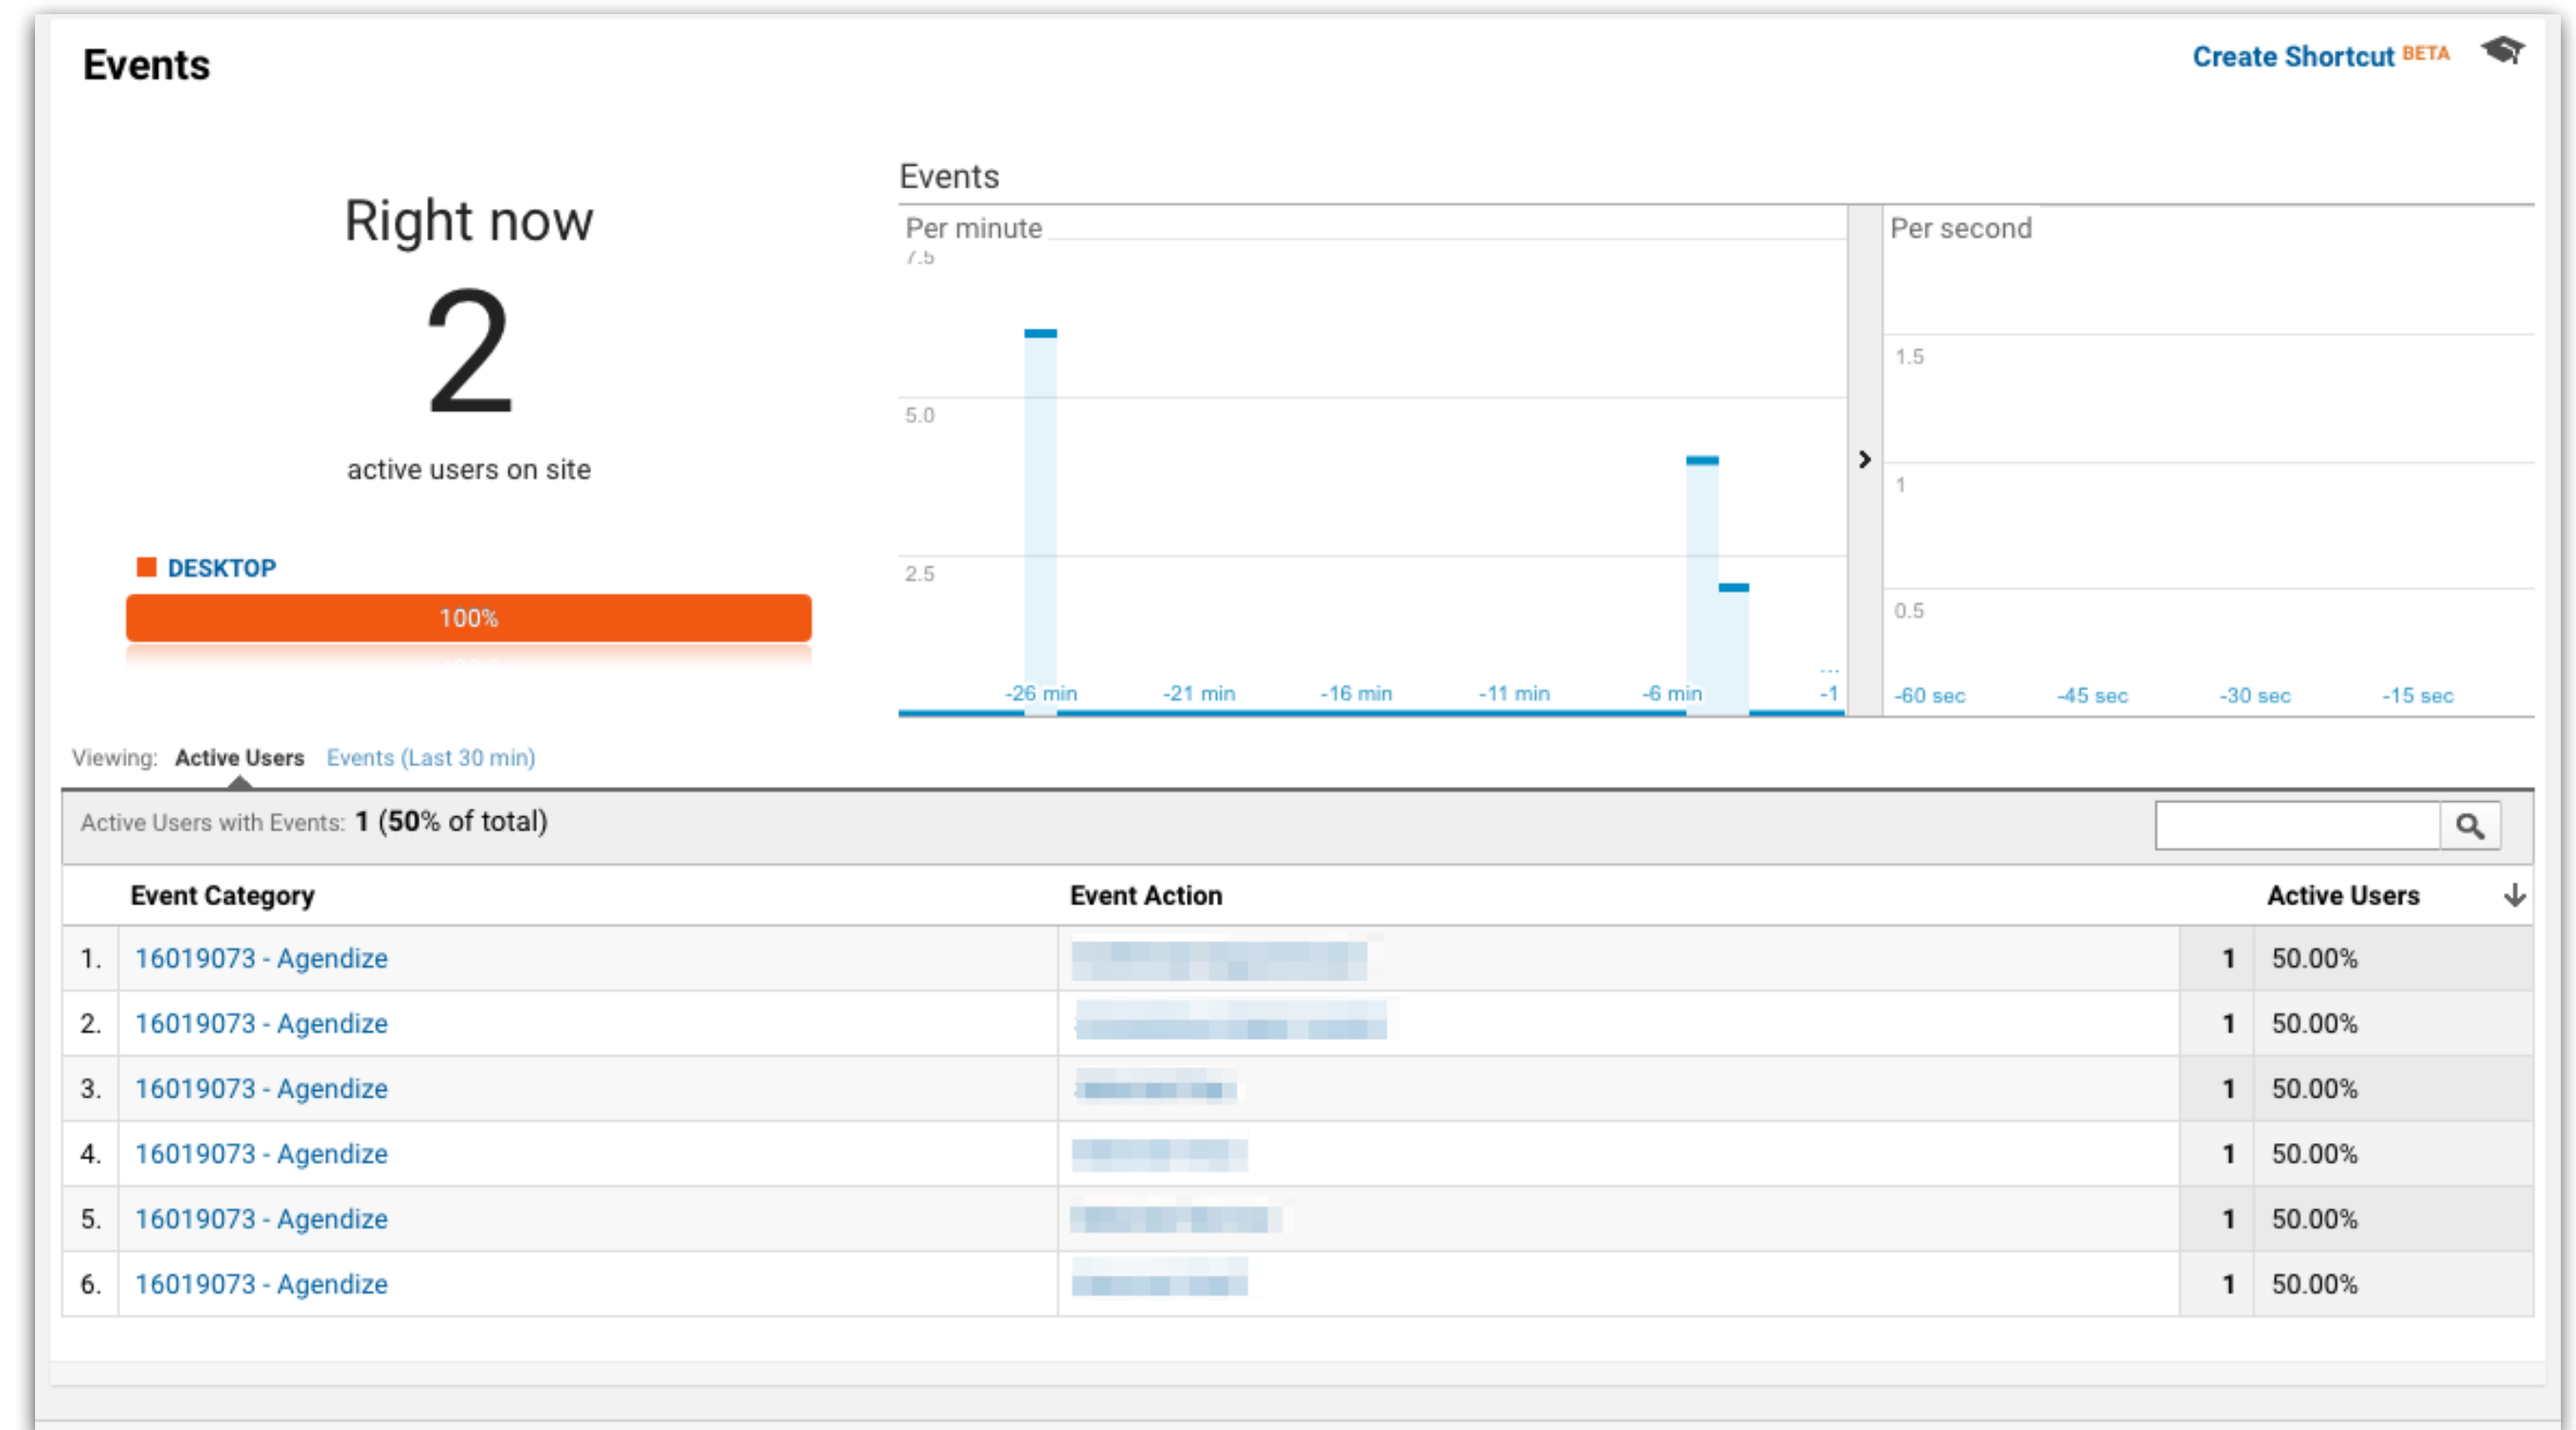 Events
Create Shortcut BETA
Right now
2
active users on site
DESKTOP
100%
Events
Per minute
7.5
5.0
2.5
-26 min -21 min -16 min -11 min -6 min ... -1
Per second
1.5
1
0.5
-60 sec -45 sec -30 sec -15 sec
Viewing: Active Users Events (Last 30 min)
Active Users with Events: 1 (50% of total)
Event Category Event Action Active Users
1. 16019073 - Agendize 1 50.00%
2. 16019073 - Agendize 1 50.00%
3. 16019073 - Agendize 1 50.00%
4. 16019073 - Agendize 1 50.00%
5. 16019073 - Agendize 1 50.00%
6. 16019073 - Agendize 1 50.00%